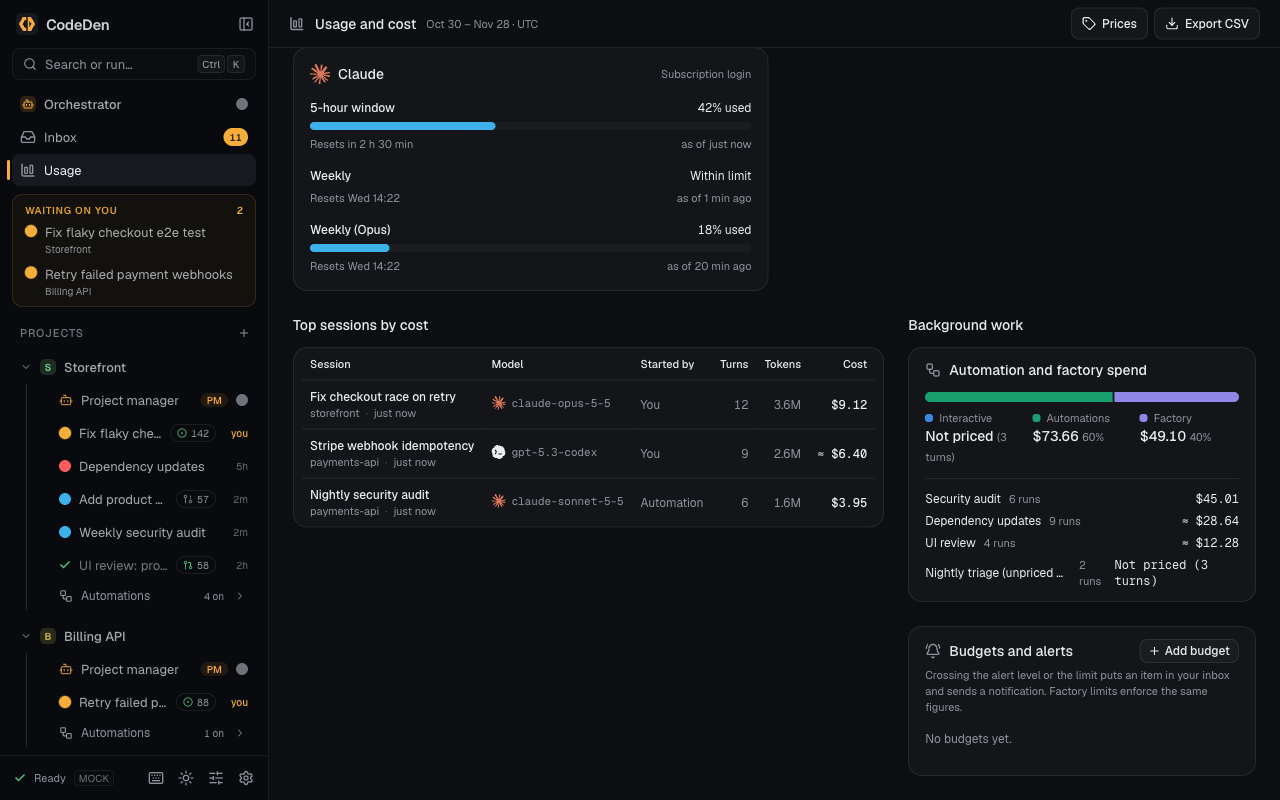 CodeDen
Search or run…
Ctrl K
Orchestrator
Inbox
11
Usage
WAITING ON YOU
2
Fix flaky checkout e2e test
Storefront
Retry failed payment webhooks
Billing API
PROJECTS
S Storefront
Project manager PM
Fix flaky che… 142 you
Dependency updates 5h
Add product … 57 2m
Weekly security audit 2m
UI review: pro… 58 2h
Automations 4 on
B Billing API
Project manager PM
Retry failed p… 88 you
Automations 1 on
Ready MOCK
Usage and cost Oct 30 – Nov 28 · UTC
Prices
Export CSV
Claude
Subscription login
5-hour window 42% used
Resets in 2 h 30 min as of just now
Weekly Within limit
Resets Wed 14:22 as of 1 min ago
Weekly (Opus) 18% used
Resets Wed 14:22 as of 20 min ago
Top sessions by cost
Session Model Started by Turns Tokens Cost
Fix checkout race on retry
storefront · just now
claude-opus-5-5 You 12 3.6M $9.12
Stripe webhook idempotency
payments-api · just now
gpt-5.3-codex You 9 2.6M ≈ $6.40
Nightly security audit
payments-api · just now
claude-sonnet-5-5 Automation 6 1.6M $3.95
Background work
Automation and factory spend
Interactive
Not priced (3
turns)
Automations
$73.66 60%
Factory
$49.10 40%
Security audit 6 runs $45.01
Dependency updates 9 runs ≈ $28.64
UI review 4 runs ≈ $12.28
Nightly triage (unpriced …
2
runs
Not priced (3
turns)
Budgets and alerts
Add budget
Crossing the alert level or the limit puts an item in your inbox
and sends a notification. Factory limits enforce the same
figures.
No budgets yet.